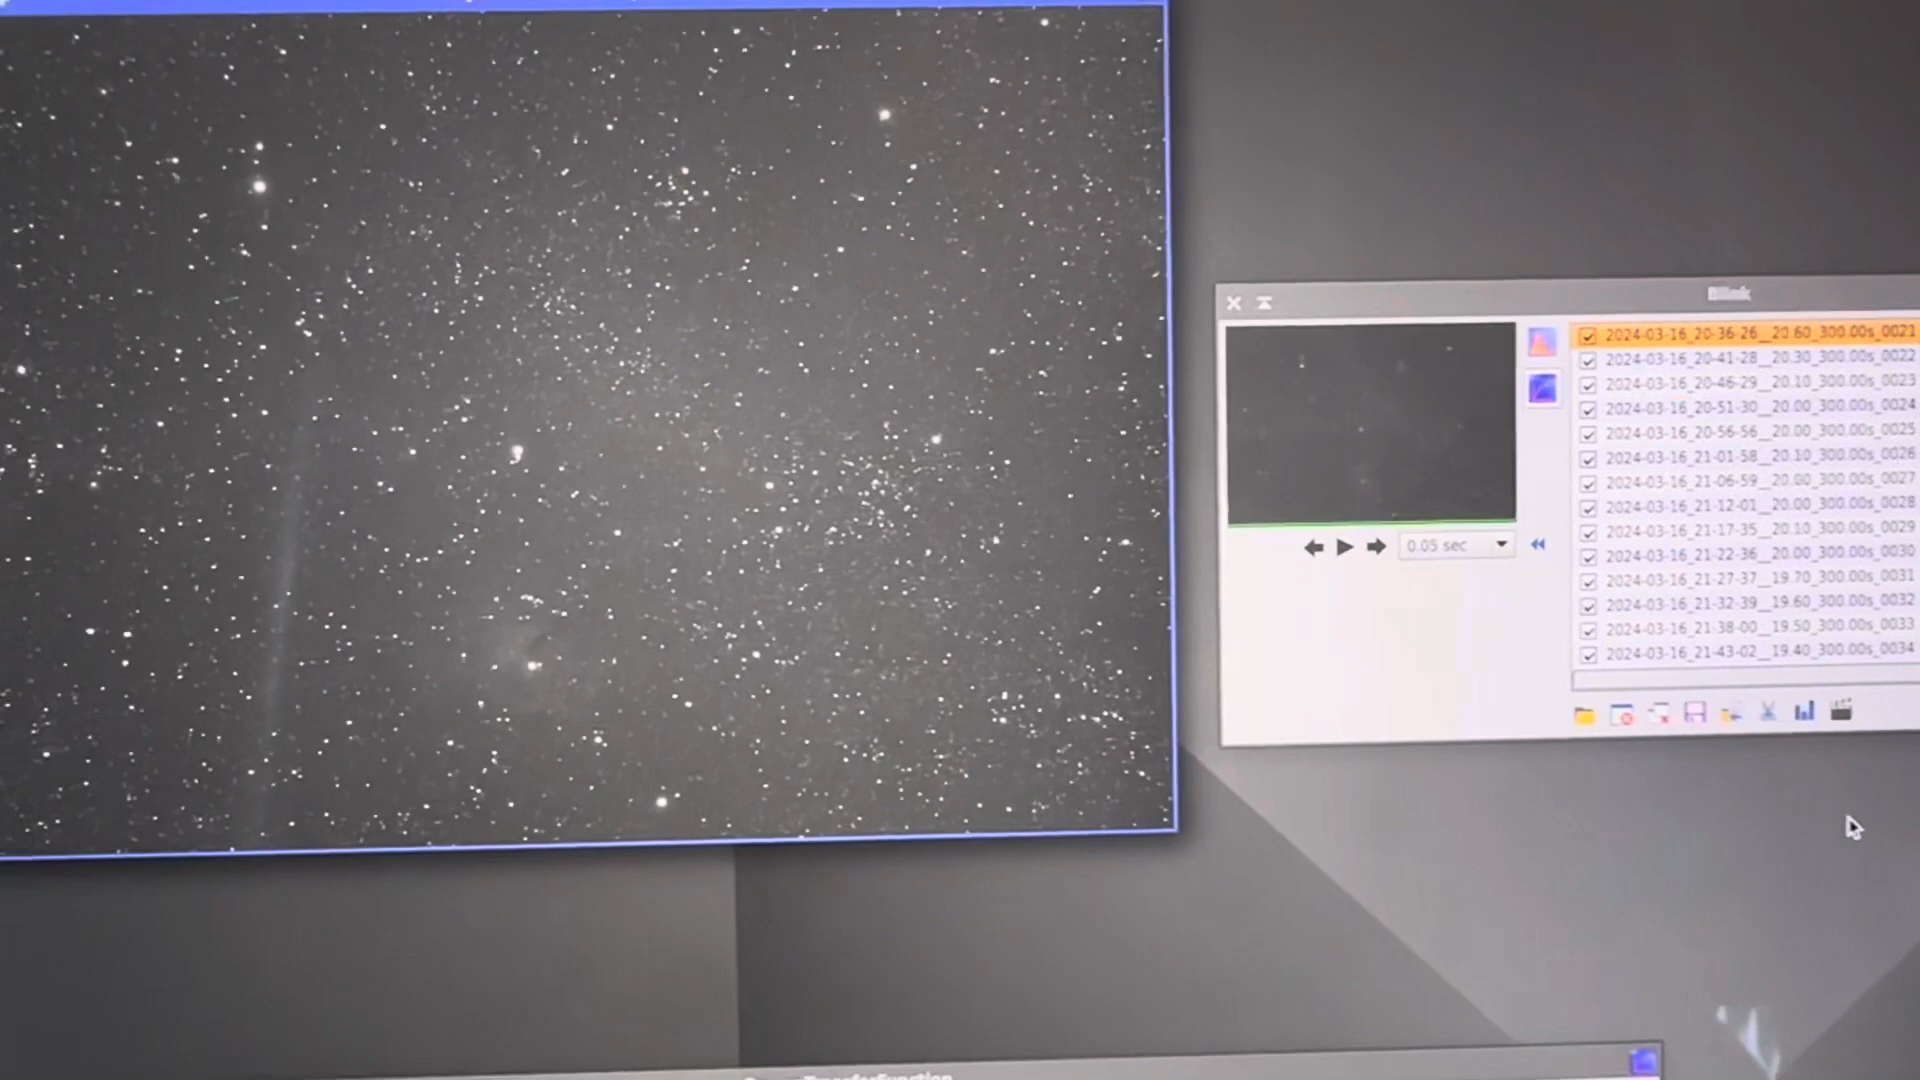 Blink
2024-03-16_20-36-26__20.60_300.00s_0021
2024-03-16_20-41-28__20.30_300.00s_0022
2024-03-16_20-46-29__20.10_300.00s_0023
2024-03-16_20-51-30__20.00_300.00s_0024
2024-03-16_20-56-56__20.00_300.00s_0025
2024-03-16_21-01-58__20.10_300.00s_0026
2024-03-16_21-06-59__20.00_300.00s_0027
2024-03-16_21-12-01__20.00_300.00s_0028
2024-03-16_21-17-35__20.10_300.00s_0029
2024-03-16_21-22-36__20.00_300.00s_0030
2024-03-16_21-27-37__19.70_300.00s_0031
2024-03-16_21-32-39__19.60_300.00s_0032
2024-03-16_21-38-00__19.50_300.00s_0033
2024-03-16_21-43-02__19.40_300.00s_0034
0.05 sec